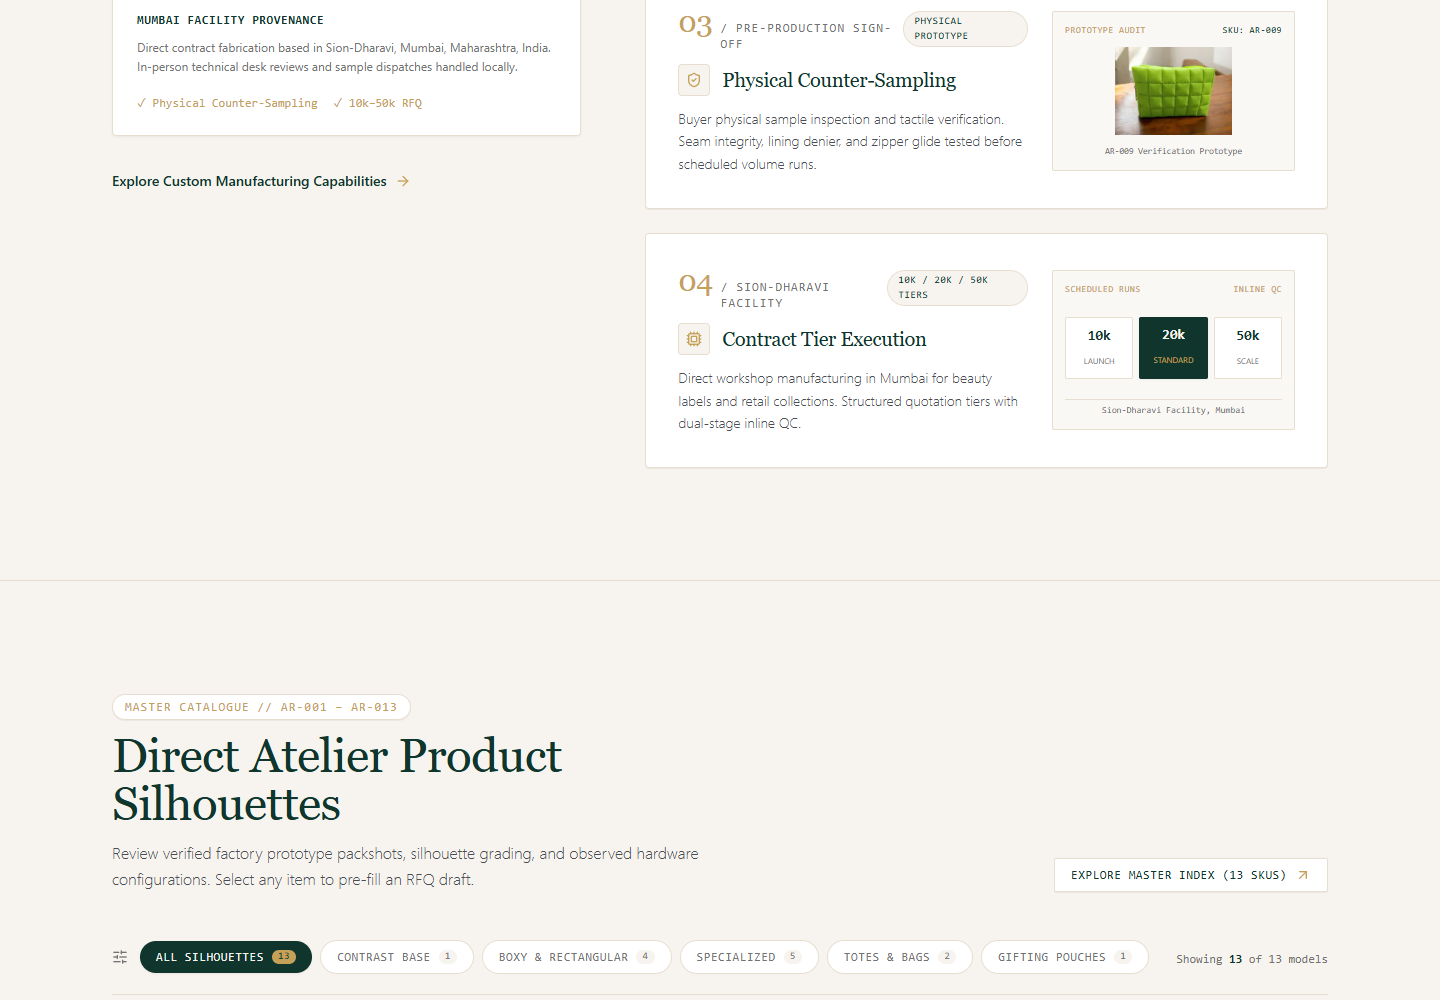 MUMBAI FACILITY PROVENANCE
Direct contract fabrication based in Sion-Dharavi, Mumbai, Maharashtra, India.
In-person technical desk reviews and sample dispatches handled locally.
✓ Physical Counter-Sampling ✓ 10k–50k RFQ
Explore Custom Manufacturing Capabilities →
03 / PRE-PRODUCTION SIGN-
OFF
PHYSICAL
PROTOTYPE
Physical Counter-Sampling
Buyer physical sample inspection and tactile verification.
Seam integrity, lining denier, and zipper glide tested before
scheduled volume runs.
PROTOTYPE AUDIT SKU: AR-009
AR-009 Verification Prototype
04 / SION-DHARAVI
FACILITY
10K / 20K / 50K
TIERS
Contract Tier Execution
Direct workshop manufacturing in Mumbai for beauty
labels and retail collections. Structured quotation tiers with
dual-stage inline QC.
SCHEDULED RUNS INLINE QC
10k 20k 50k
LAUNCH STANDARD SCALE
Sion-Dharavi Facility, Mumbai
MASTER CATALOGUE // AR-001 – AR-013
Direct Atelier Product
Silhouettes
Review verified factory prototype packshots, silhouette grading, and observed hardware
configurations. Select any item to pre-fill an RFQ draft.
EXPLORE MASTER INDEX (13 SKUS)
ALL SILHOUETTES 13 CONTRAST BASE 1 BOXY & RECTANGULAR 4 SPECIALIZED 5 TOTES & BAGS 2 GIFTING POUCHES 1 Showing 13 of 13 models